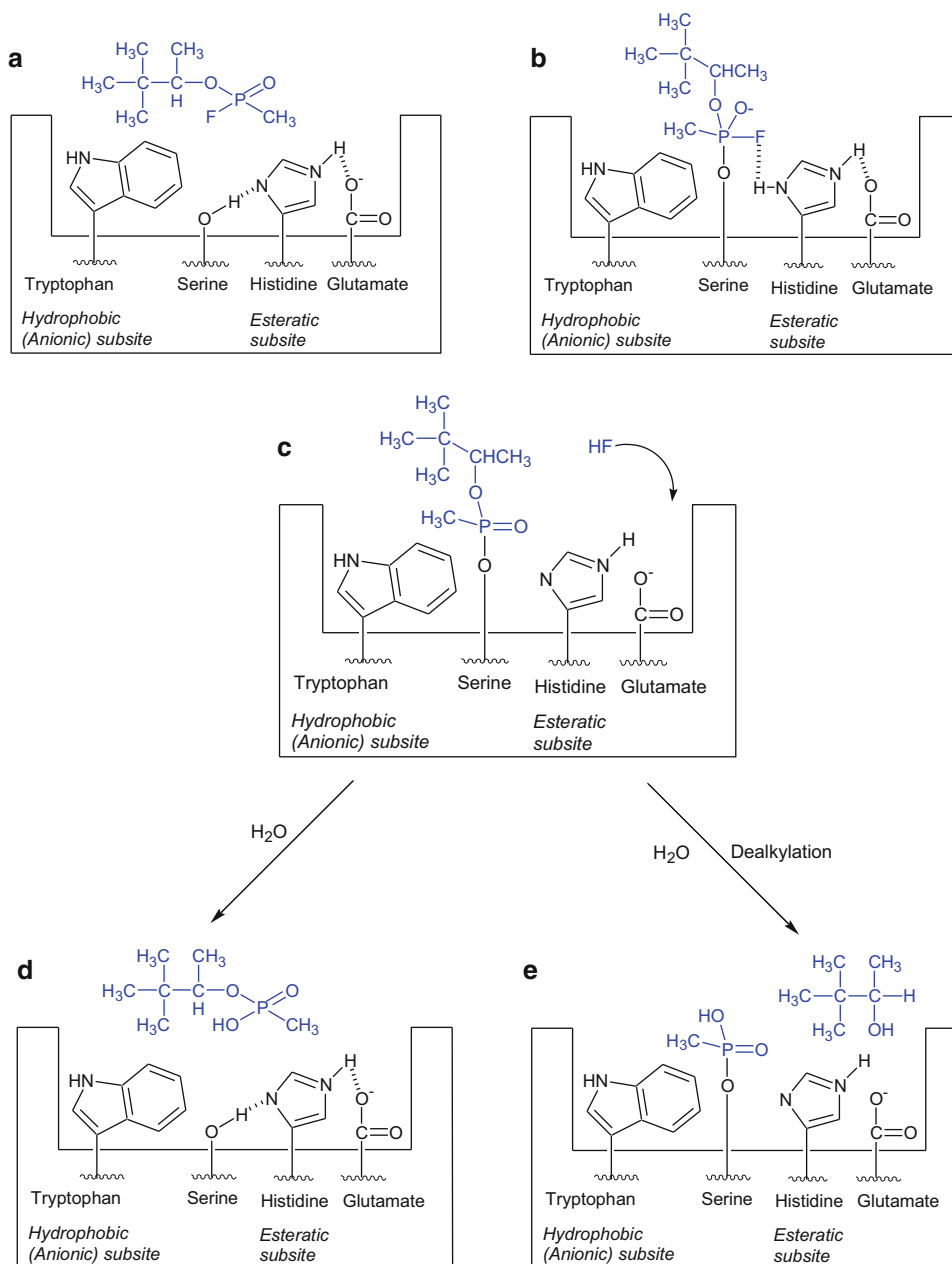 a
H3C CH3
H3C C C O O
H P
H3C F CH3
HN H
N N
H O-
O C O
Tryptophan Serine Histidine Glutamate
Hydrophobic Esteratic
(Anionic) subsite subsite
b
H3C
H3C C
H3C CHCH3
O O-
H3C P F
HN H
O H N N O
C O
Tryptophan Serine Histidine Glutamate
Hydrophobic Esteratic
(Anionic) subsite subsite
c
H3C
H3C C HF
H3C CHCH3
O
H3C P O
HN H
O N N O-
C O
Tryptophan Serine Histidine Glutamate
Hydrophobic Esteratic
(Anionic) subsite subsite
H2O
H2O Dealkylation
d
H3C CH3
H3C C C O O
H P
H3C HO CH3
HN H
N N
H O-
O C O
Tryptophan Serine Histidine Glutamate
Hydrophobic Esteratic
(Anionic) subsite subsite
e
H3C CH3
H3C C C H
H3C OH
HO
H3C P O
HN H
O N N O-
C O
Tryptophan Serine Histidine Glutamate
Hydrophobic Esteratic
(Anionic) subsite subsite